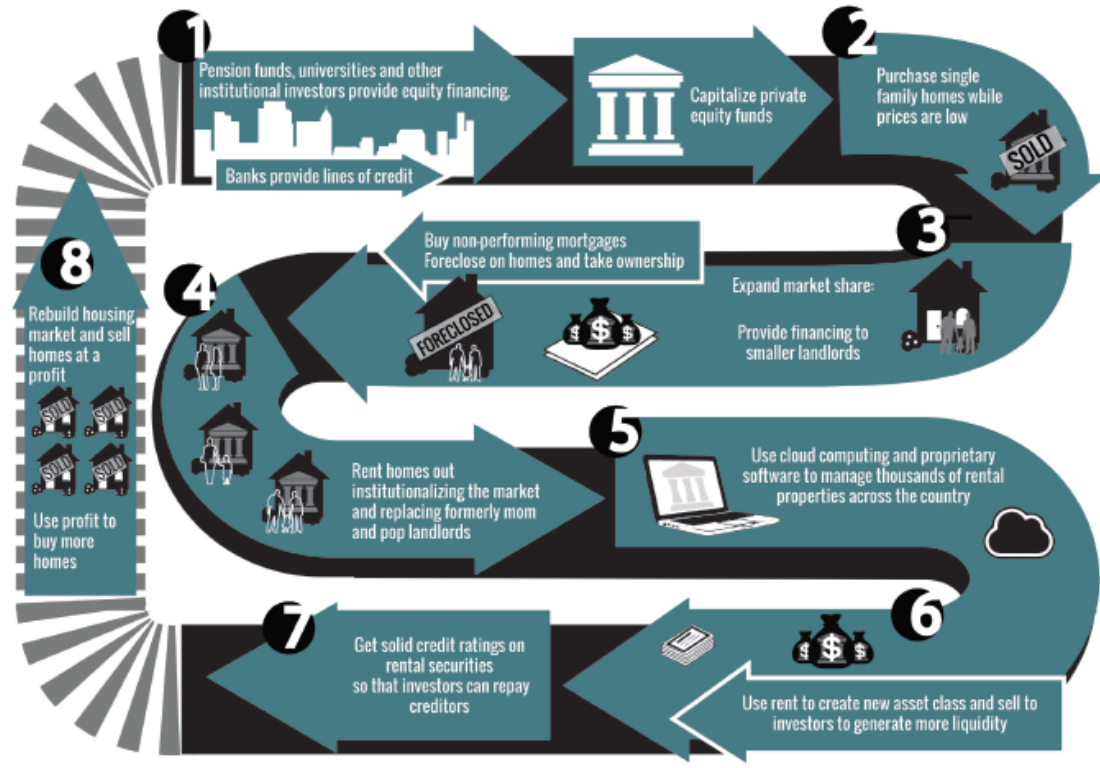 1
Pension funds, universities and other
institutional investors provide equity financing.
Banks provide lines of credit
Capitalize private
equity funds
2
Purchase single
family homes while
prices are low
SOLD
3
Expand market share:
Provide financing to
smaller landlords
$ $ $
Buy non-performing mortgages
Foreclose on homes and take ownership
FORECLOSED
4
Rent homes out
institutionalizing the market
and replacing formerly mom
and pop landlords
5
Use cloud computing and proprietary
software to manage thousands of rental
properties across the country
6
$ $ $
Use rent to create new asset class and sell to
investors to generate more liquidity
7
Get solid credit ratings on
rental securities
so that investors can repay
creditors
8
Rebuild housing
market and sell
homes at a
profit
SOLD SOLD
SOLD SOLD
Use profit to
buy more
homes